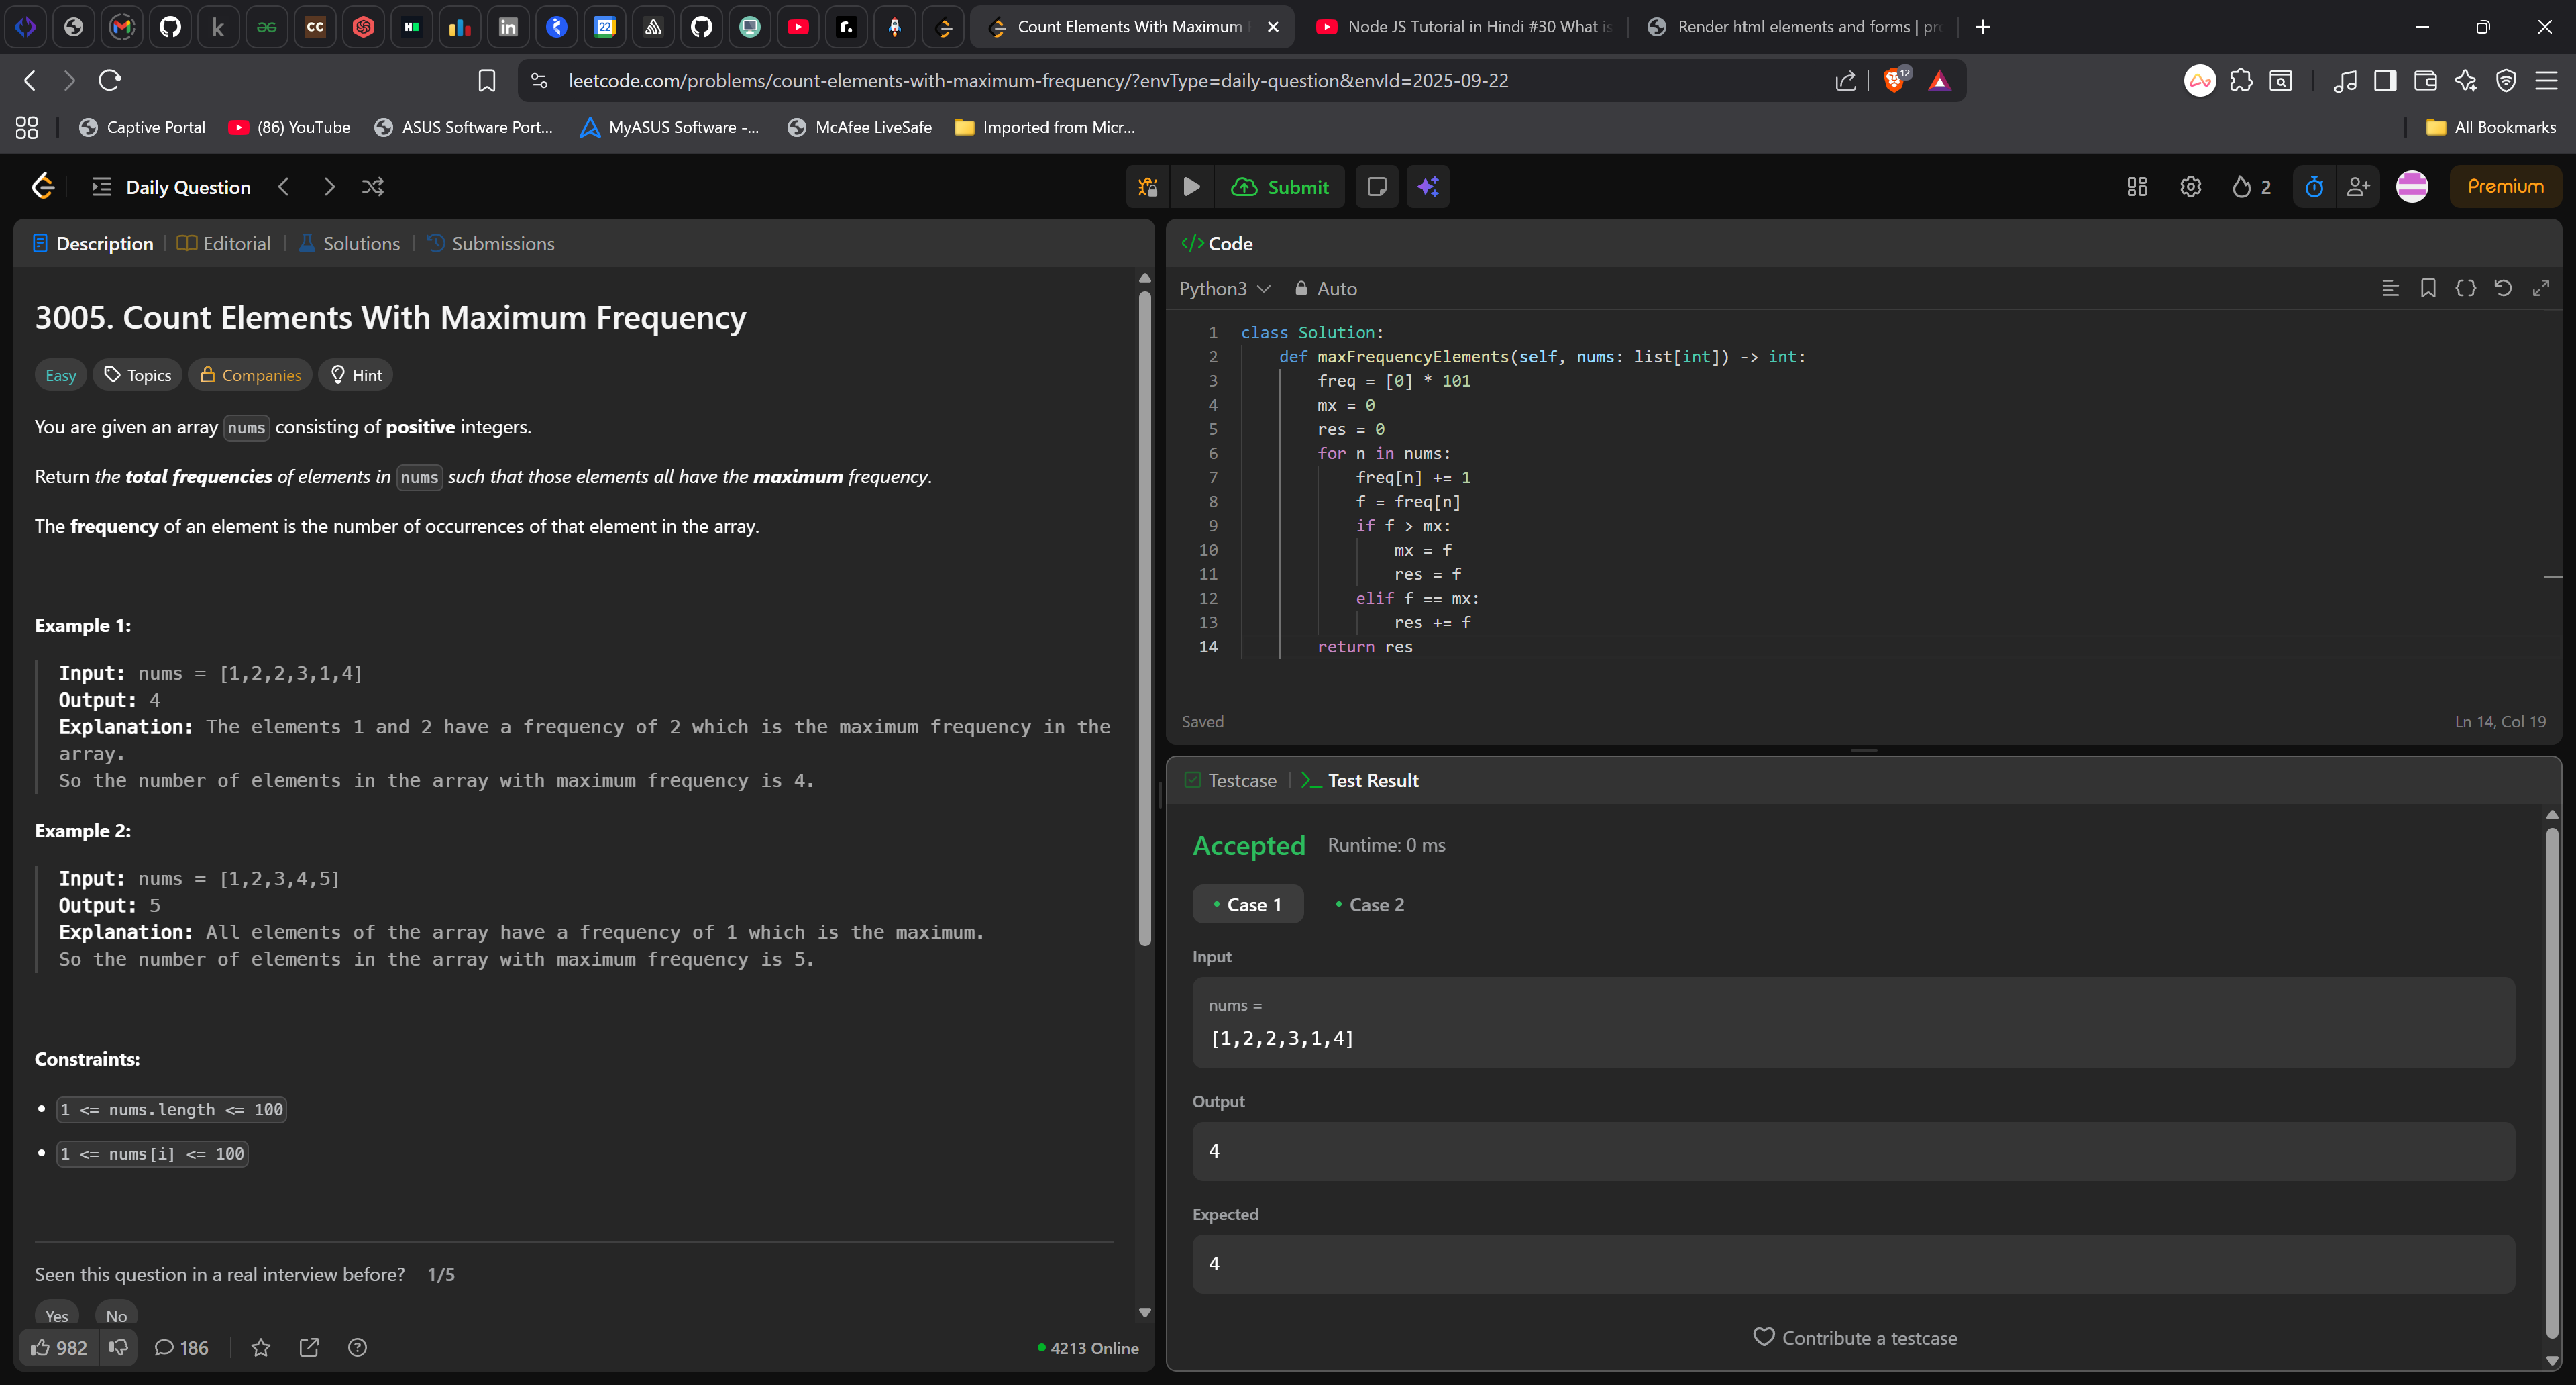 CC
22
r.
Count Elements With Maximum
Node JS Tutorial in Hindi #30 What is
Render html elements and forms | pr
leetcode.com/problems/count-elements-with-maximum-frequency/?envType=daily-question&envId=2025-09-22
12
Captive Portal
(86) YouTube
ASUS Software Port...
MyASUS Software -...
McAfee LiveSafe
Imported from Micr...
All Bookmarks
Daily Question
Submit
2
Premium
Description
Editorial
Solutions
Submissions
3005. Count Elements With Maximum Frequency
Easy
Topics
Companies
Hint
You are given an array nums consisting of positive integers.
Return the total frequencies of elements in nums such that those elements all have the maximum frequency.
The frequency of an element is the number of occurrences of that element in the array.
Example 1:
Input: nums = [1,2,2,3,1,4]
Output: 4
Explanation: The elements 1 and 2 have a frequency of 2 which is the maximum frequency in the
array.
So the number of elements in the array with maximum frequency is 4.
Example 2:
Input: nums = [1,2,3,4,5]
Output: 5
Explanation: All elements of the array have a frequency of 1 which is the maximum.
So the number of elements in the array with maximum frequency is 5.
Constraints:
1 <= nums.length <= 100
1 <= nums[i] <= 100
Seen this question in a real interview before? 1/5
Yes
No
982
186
4213 Online
</> Code
Python3
Auto
1 class Solution:
2 def maxFrequencyElements(self, nums: list[int]) -> int:
3 freq = [0] * 101
4 mx = 0
5 res = 0
6 for n in nums:
7 freq[n] += 1
8 f = freq[n]
9 if f > mx:
10 mx = f
11 res = f
12 elif f == mx:
13 res += f
14 return res
Saved
Ln 14, Col 19
Testcase
Test Result
Accepted
Runtime: 0 ms
Case 1
Case 2
Input
nums =
[1,2,2,3,1,4]
Output
4
Expected
4
Contribute a testcase